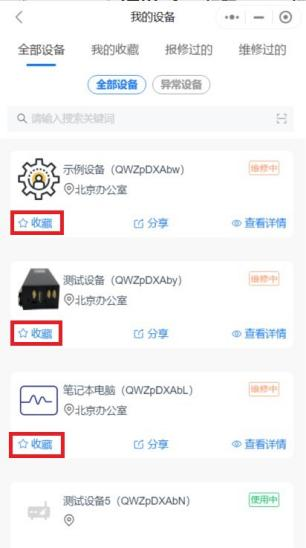 我的设备
全部设备 我的收藏 报修过的 维修过的
全部设备 异常设备
请输入搜索关键词
示例设备（QWZpDXAbw） 维修中
北京办公室
收藏 分享 查看详情
测试设备（QWZpDXAby） 维修中
北京办公室
收藏 分享 查看详情
笔记本电脑（QWZpDXAbL） 维修中
北京办公室
收藏 分享 查看详情
测试设备5（QWZpDXAbN） 使用中